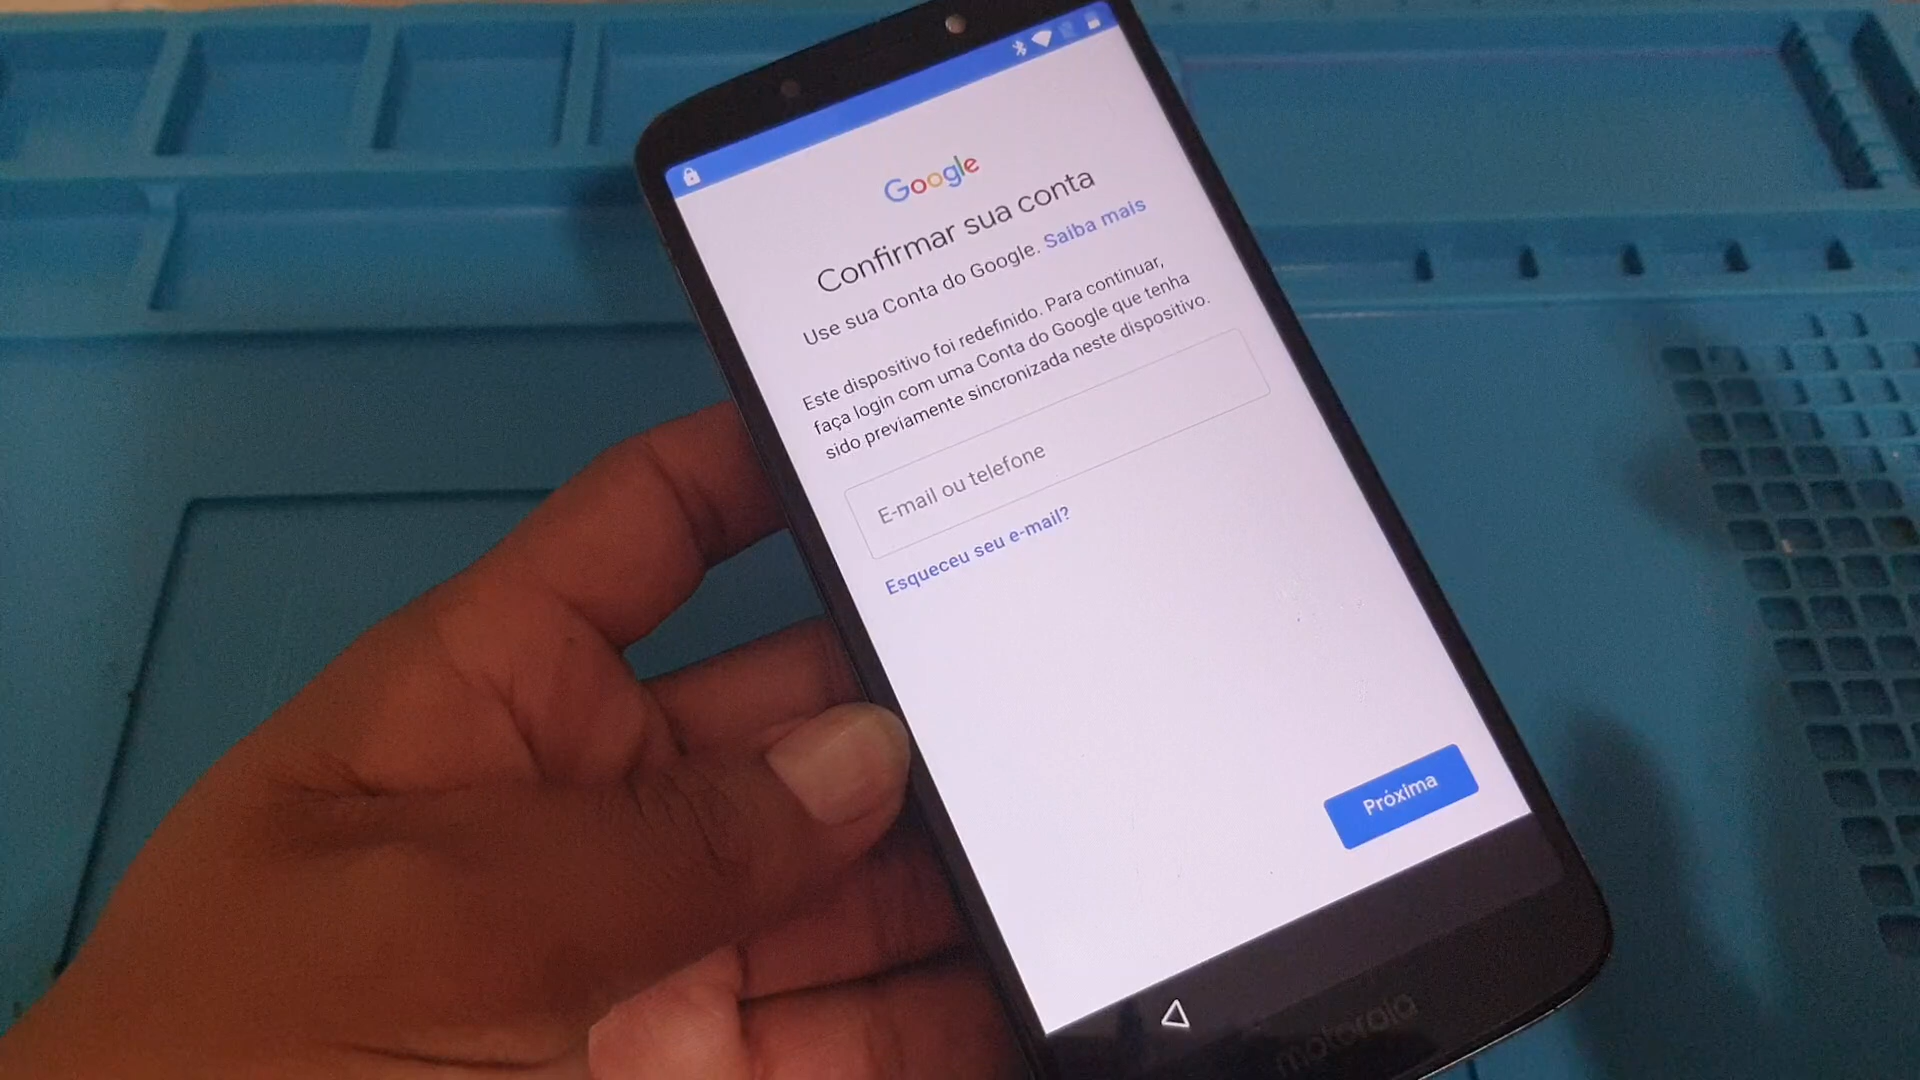 Google
Confirmar sua conta
Use sua Conta do Google. Saiba mais
Este dispositivo foi redefinido. Para continuar,
faça login com uma Conta do Google que tenha
sido previamente sincronizada neste dispositivo.
E-mail ou telefone
Esqueceu seu e-mail?
Próxima
motorola